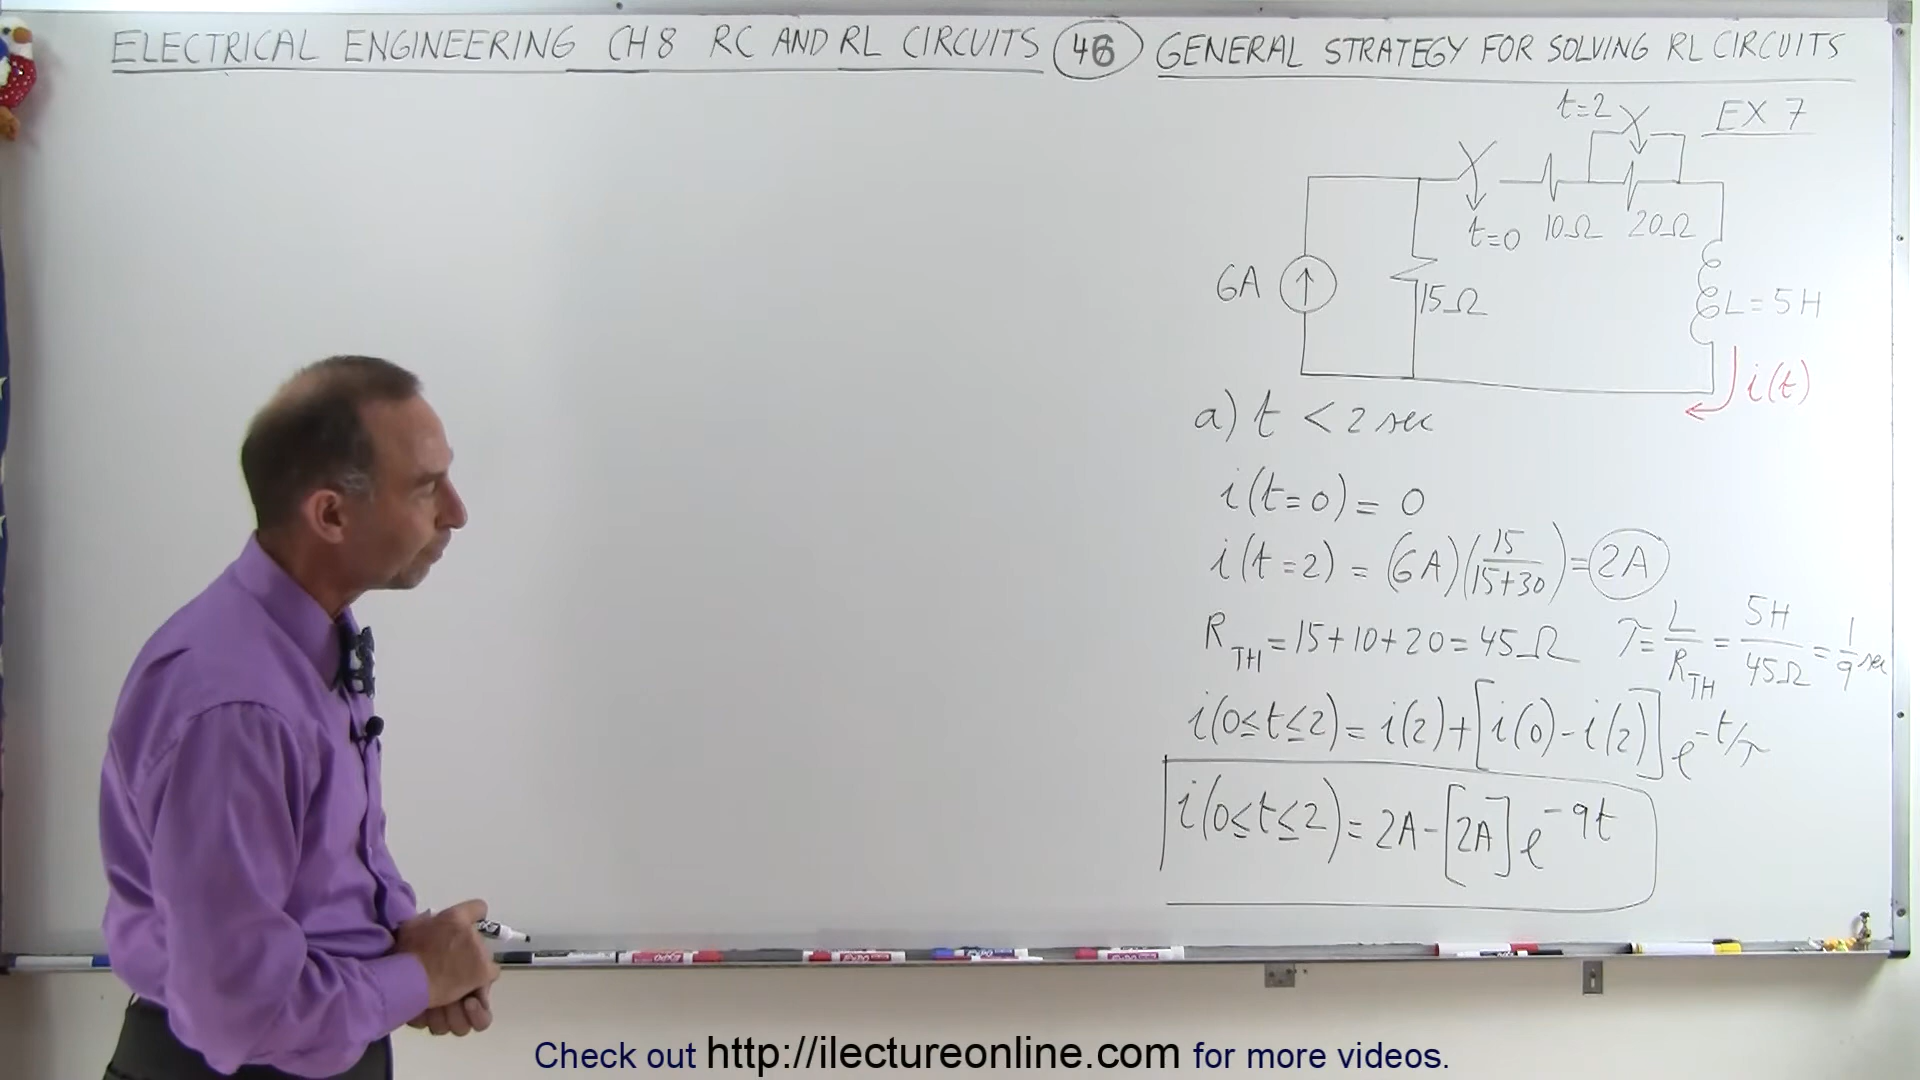 ELECTRICAL ENGINEERING CH 8 RC AND RL CIRCUITS 46 GENERAL STRATEGY FOR SOLVING RL CIRCUITS
t=2 EX 7
t=0 10Ω 20Ω
6A 15Ω L=5H
i(t)
a) t < 2 sec
i(t=0) = 0
i(t=2) = (6A)(15/(15+30)) = 2A
R_TH = 15+10+20 = 45Ω τ = L/R_TH = 5H/45Ω = 1/9 sec
i(0≤t≤2) = i(2) + [i(0) - i(2)] e^(-t/τ)
i(0≤t≤2) = 2A - [2A] e^(-9t)
Check out http://ilectureonline.com for more videos.